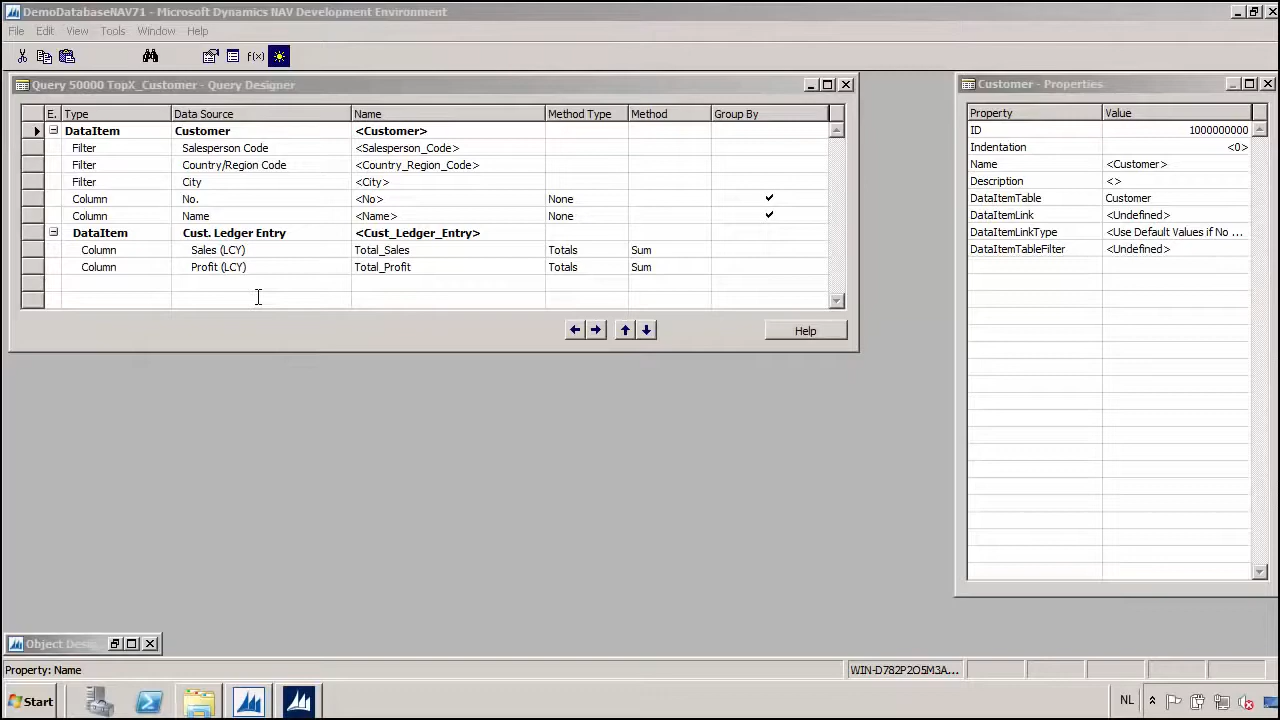 DemoDatabaseNAV71 - Microsoft Dynamics NAV Development Environment
File Edit View Tools Window Help
f(x)
Query 50000 TopX_Customer - Query Designer
E. Type Data Source Name Method Type Method Group By
DataItem Customer <Customer>
Filter Salesperson Code <Salesperson_Code>
Filter Country/Region Code <Country_Region_Code>
Filter City <City>
Column No. <No> None
Column Name <Name> None
DataItem Cust. Ledger Entry <Cust_Ledger_Entry>
Column Sales (LCY) Total_Sales Totals Sum
Column Profit (LCY) Total_Profit Totals Sum
Help
Customer - Properties
Property Value
ID 1000000000
Indentation <0>
Name <Customer>
Description <>
DataItemTable Customer
DataItemLink <Undefined>
DataItemLinkType <Use Default Values if No ...
DataItemTableFilter <Undefined>
Object Des
Property: Name WIN-D782P2O5M3A...
Start NL